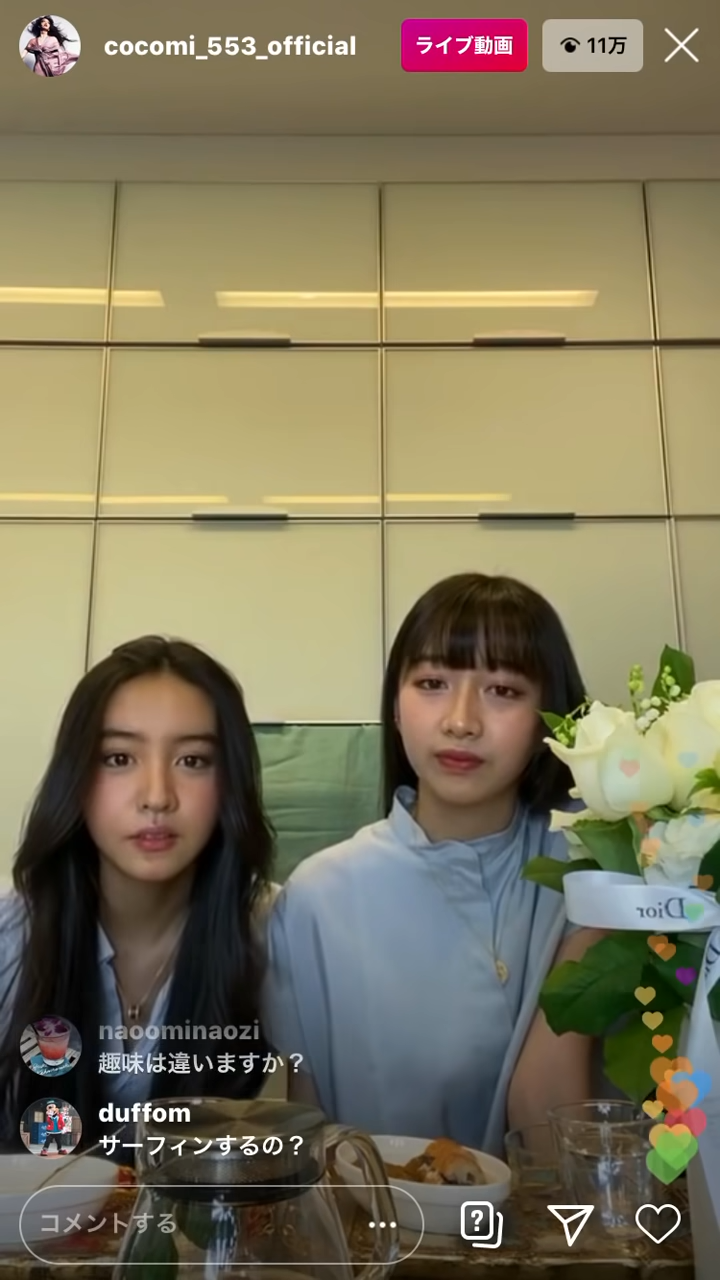 cocomi_553_official
ライブ動画
11万
Dior
naoominaozi
趣味は違いますか？
duffom
サーフィンするの？
コメントする